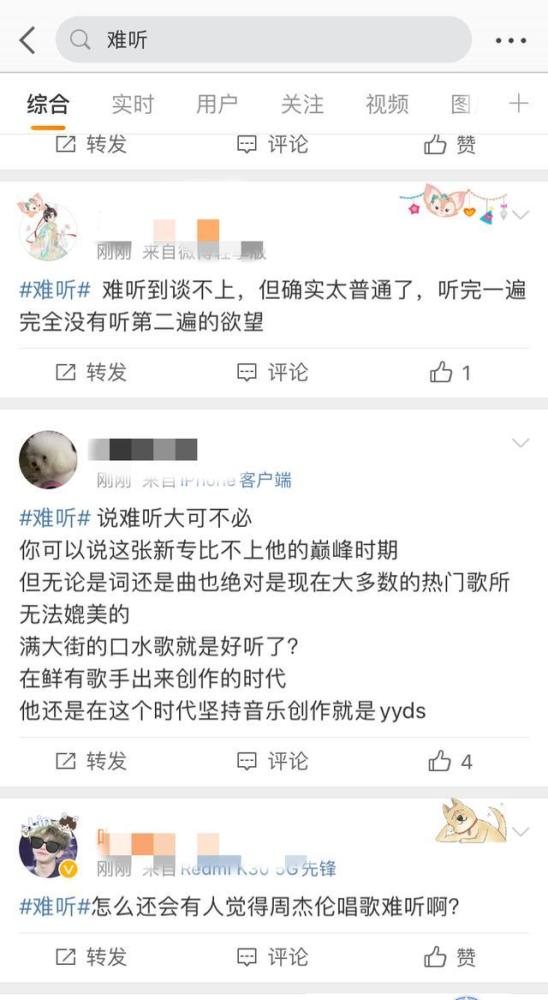 难听
综合 实时 用户 关注 视频
转发 评论 赞
刚刚 来自微博轻享版
#难听# 难听到谈不上，但确实太普通了，听完一遍
完全没有听第二遍的欲望
转发 评论 1
刚刚 来自iPhone客户端
#难听# 说难听大可不必
你可以说这张新专比不上他的巅峰时期
但无论是词还是曲也绝对是现在大多数的热门歌所
无法媲美的
满大街的口水歌就是好听了?
在鲜有歌手出来创作的时代
他还是在这个时代坚持音乐创作就是yyds
转发 评论 4
刚刚 来自Redmi K30 5G先锋
#难听#怎么还会有人觉得周杰伦唱歌难听啊?
转发 评论 赞